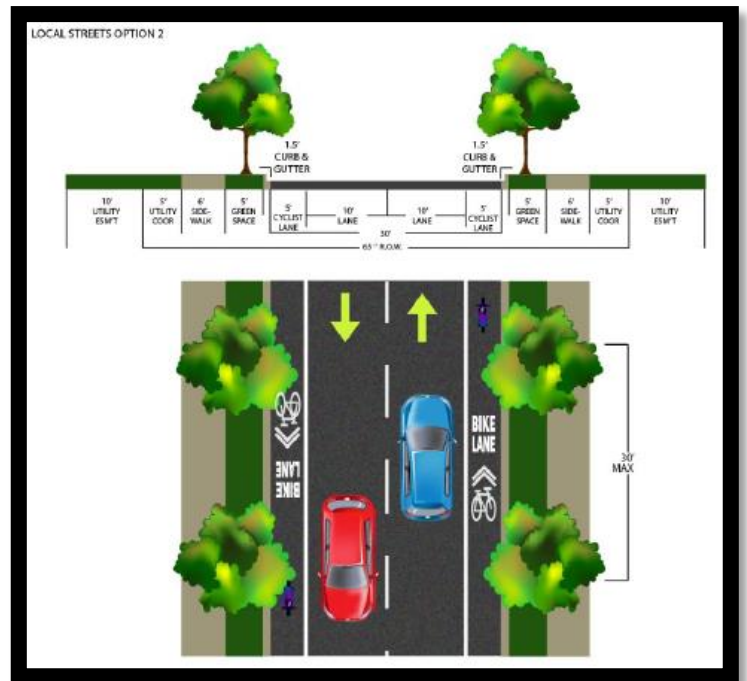 LOCAL STREETS OPTION 2
1.5'
CURB &
GUTTER
1.5'
CURB &
GUTTER
10'
UTILITY
ESM'T
5'
UTILITY
COOR
6'
SIDE-
WALK
5'
GREEN
SPACE
5'
CYCLIST
LANE
10'
LANE
10'
LANE
5'
CYCLIST
LANE
5'
GREEN
SPACE
6'
SIDE-
WALK
5'
UTILITY
COOR
10'
UTILITY
ESM'T
30'
65' R.O.W.
BIKE
LANE
BIKE
LANE
30'
MAX